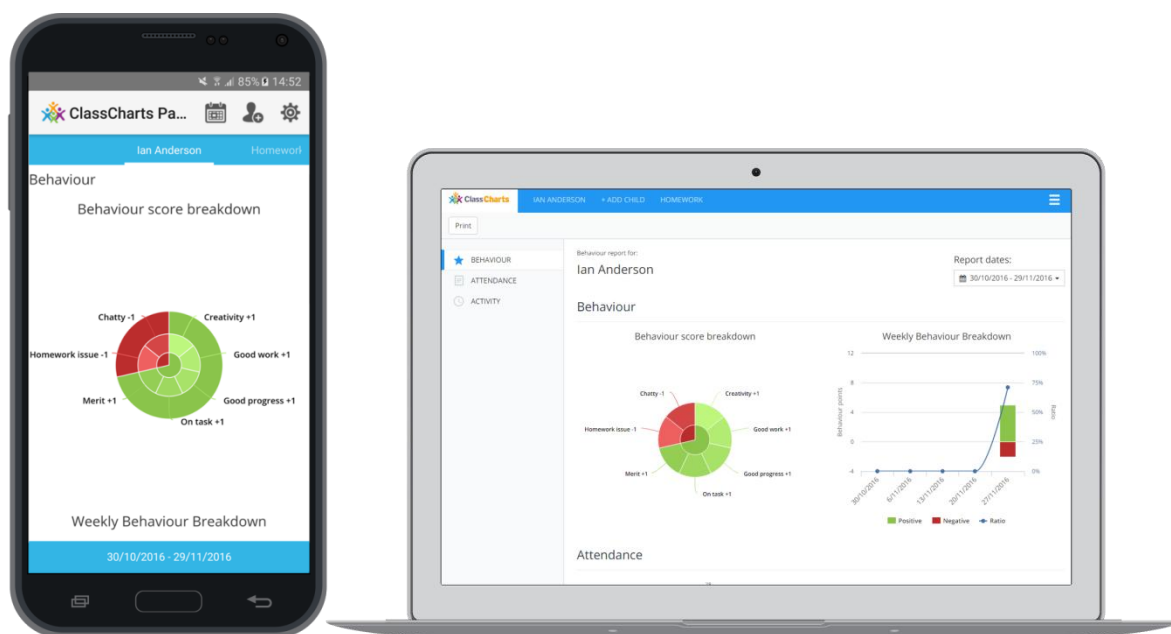 85% 14:52
ClassCharts Pa...
Ian Anderson Homework
Behaviour
Behaviour score breakdown
Chatty -1 Creativity +1
Homework issue -1 Good work +1
Merit +1 Good progress +1
On task +1
Weekly Behaviour Breakdown
30/10/2016 - 29/11/2016
ClassCharts IAN ANDERSON + ADD CHILD HOMEWORK
Print
BEHAVIOUR
ATTENDANCE
ACTIVITY
Behaviour report for:
Ian Anderson
Report dates:
30/10/2016 - 29/11/2016
Behaviour
Behaviour score breakdown
Chatty -1 Creativity +1
Homework issue -1 Good work +1
Merit +1 Good progress +1
On task +1
Weekly Behaviour Breakdown
12 100%
8 75%
4 50%
0 25%
-4 0%
Behaviour points
Ratio
30/10/2016 6/11/2016 13/11/2016 20/11/2016 27/11/2016
Positive Negative Ratio
Attendance